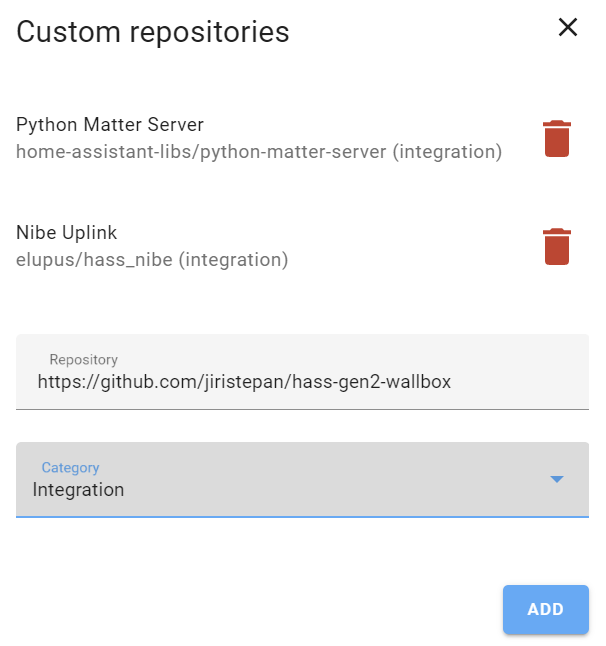 Custom repositories
Python Matter Server
home-assistant-libs/python-matter-server (integration)
Nibe Uplink
elupus/hass_nibe (integration)
Repository
https://github.com/jiristepan/hass-gen2-wallbox
Category
Integration
ADD